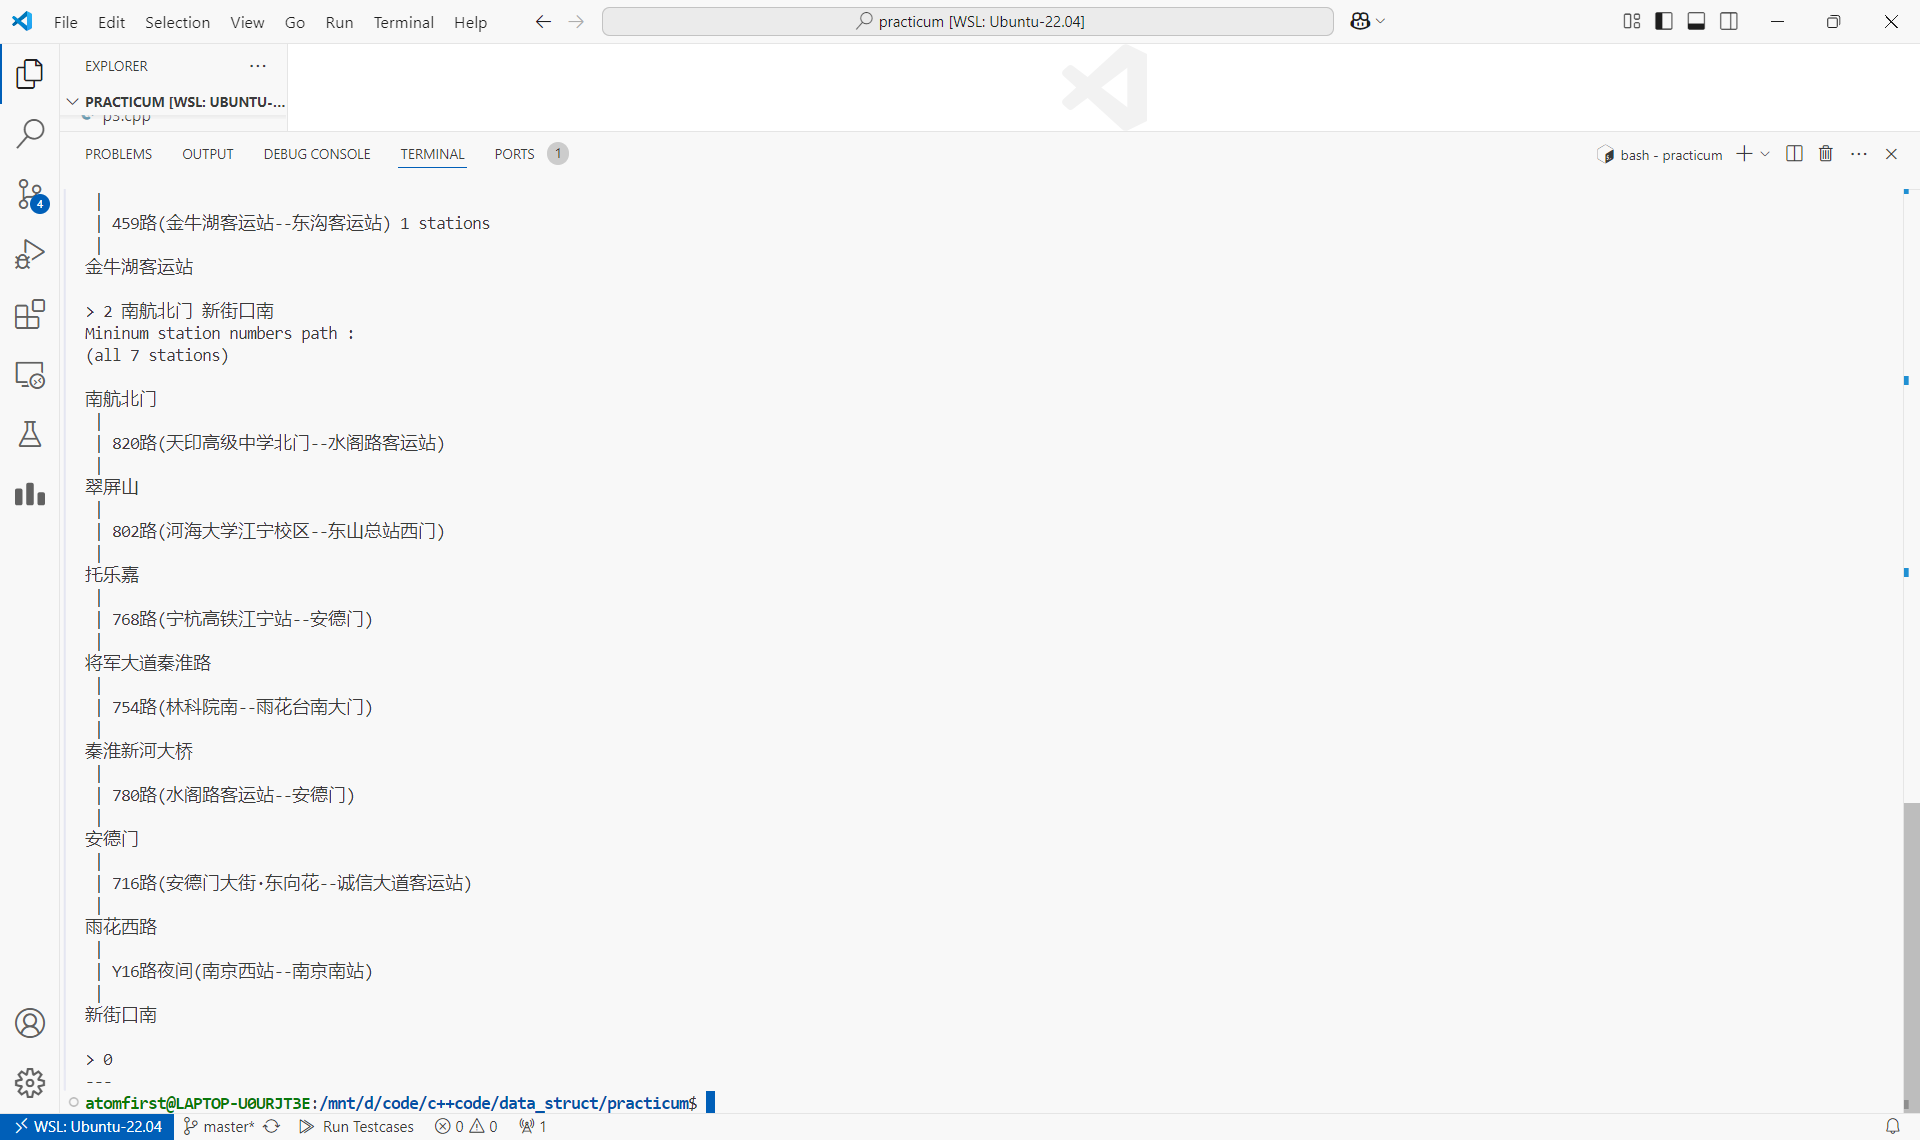 File Edit Selection View Go Run Terminal Help
practicum [WSL: Ubuntu-22.04]
EXPLORER
PRACTICUM [WSL: UBUNTU-...
p3.cpp
PROBLEMS OUTPUT DEBUG CONSOLE TERMINAL PORTS 1
bash - practicum
4
| 459路(金牛湖客运站--东沟客运站) 1 stations
金牛湖客运站
> 2 南航北门 新街口南
Mininum station numbers path :
(all 7 stations)
南航北门
| 820路(天印高级中学北门--水阁路客运站)
翠屏山
| 802路(河海大学江宁校区--东山总站西门)
托乐嘉
| 768路(宁杭高铁江宁站--安德门)
将军大道秦淮路
| 754路(林科院南--雨花台南大门)
秦淮新河大桥
| 780路(水阁路客运站--安德门)
安德门
| 716路(安德门大街·东向花--诚信大道客运站)
雨花西路
| Y16路夜间(南京西站--南京南站)
新街口南
> 0
---
atomfirst@LAPTOP-U0URJT3E:/mnt/d/code/c++code/data_struct/practicum$
WSL: Ubuntu-22.04 master* Run Testcases 0 0 1